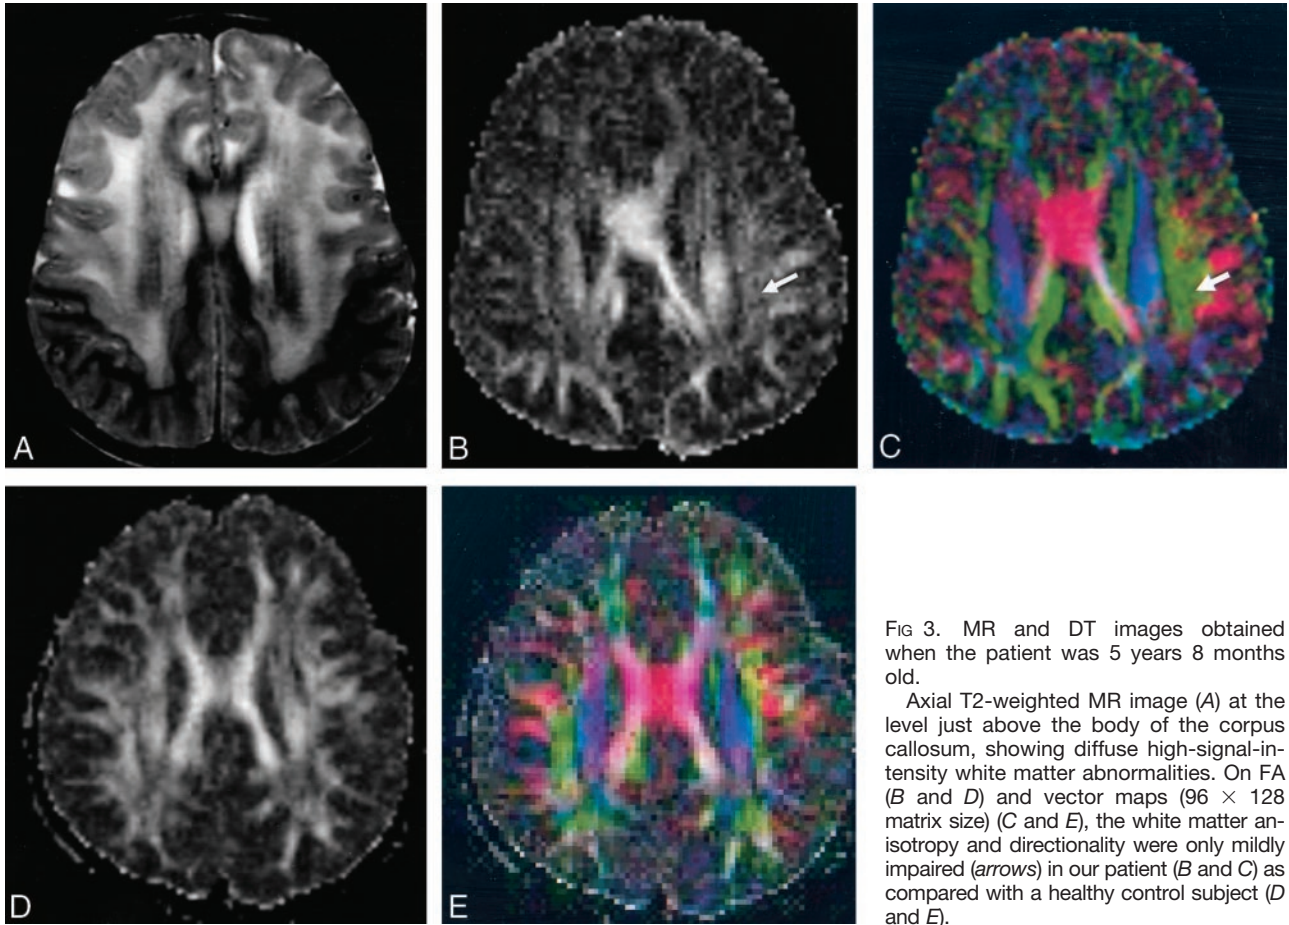 A
B
C
D
E
FIG 3. MR and DT images obtained
when the patient was 5 years 8 months
old.
Axial T2-weighted MR image (A) at the
level just above the body of the corpus
callosum, showing diffuse high-signal-in-
tensity white matter abnormalities. On FA
(B and D) and vector maps (96 × 128
matrix size) (C and E), the white matter an-
isotropy and directionality were only mildly
impaired (arrows) in our patient (B and C) as
compared with a healthy control subject (D
and E).